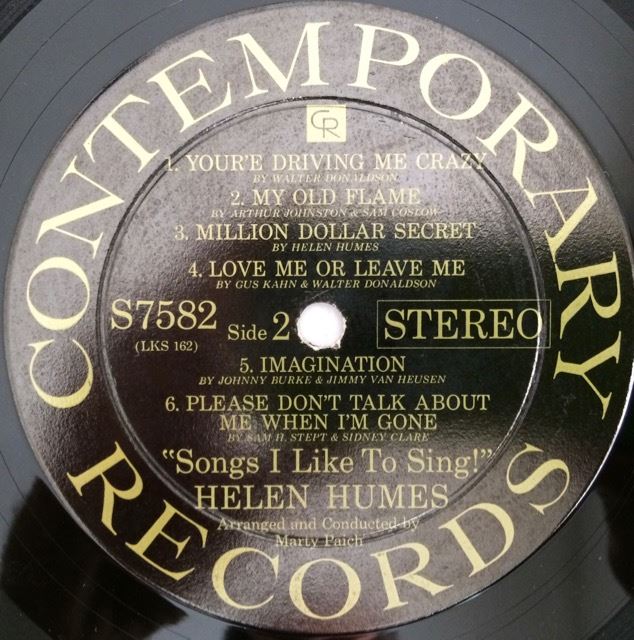 CONTEMPORARY
CR
1. YOUR'E DRIVING ME CRAZY
BY WALTER DONALDSON
2. MY OLD FLAME
BY ARTHUR JOHNSTON & SAM COSLOW
3. MILLION DOLLAR SECRET
BY HELEN HUMES
4. LOVE ME OR LEAVE ME
BY GUS KAHN & WALTER DONALDSON
S7582 Side 2 STEREO
(LKS 162)
5. IMAGINATION
BY JOHNNY BURKE & JIMMY VAN HEUSEN
6. PLEASE DON'T TALK ABOUT
ME WHEN I'M GONE
BY SAM H. STEPT & SIDNEY CLARE
"Songs I Like To Sing!"
HELEN HUMES
Arranged and Conducted by
Marty Paich
RECORDS